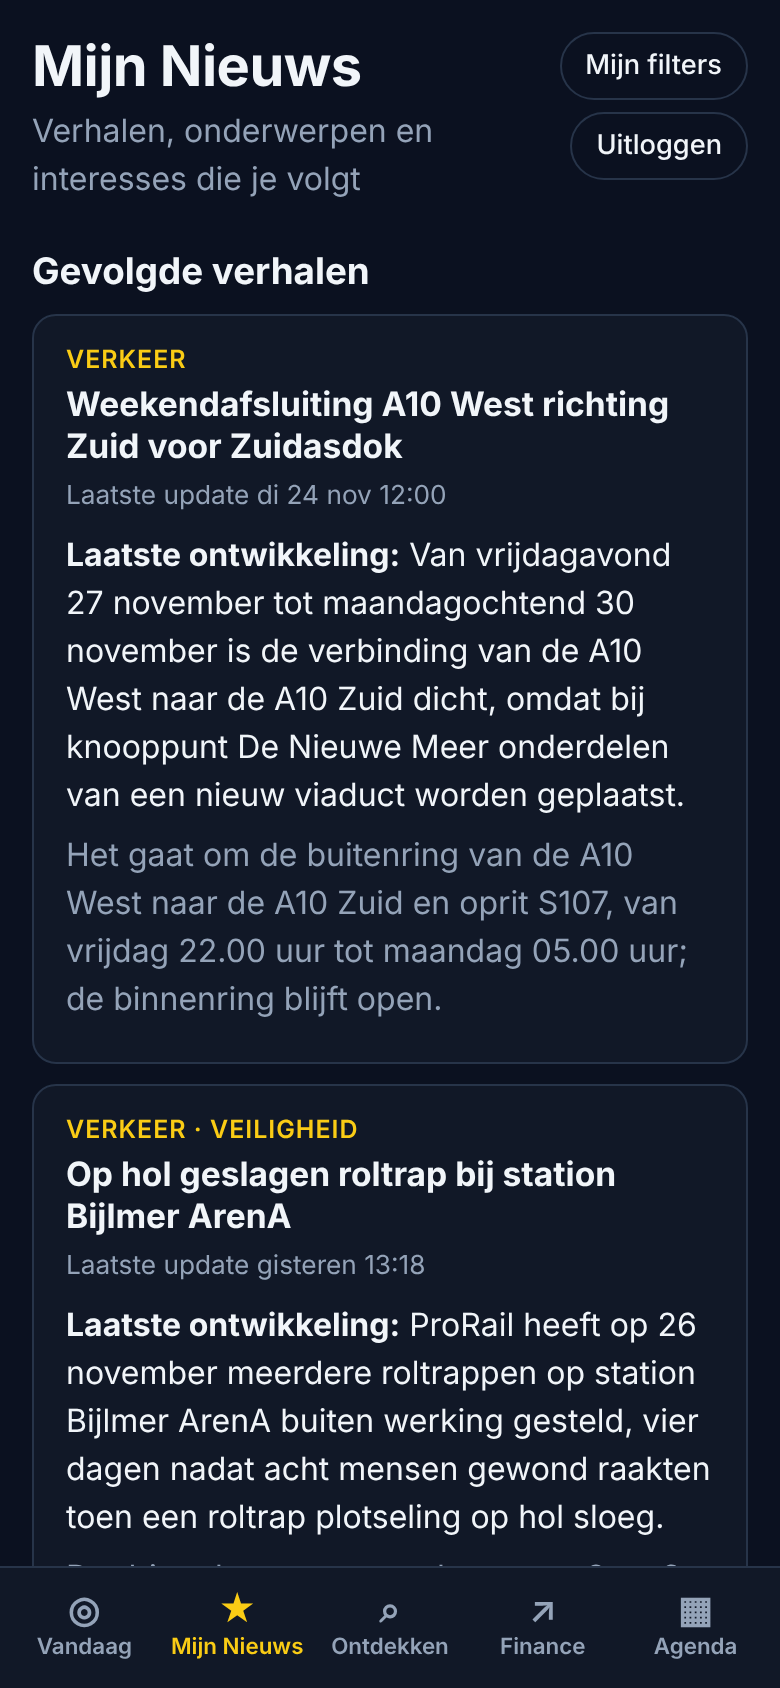 Mijn Nieuws
Mijn filters
Verhalen, onderwerpen en
interesses die je volgt
Uitloggen
Gevolgde verhalen
VERKEER
Weekendafsluiting A10 West richting
Zuid voor Zuidasdok
Laatste update di 24 nov 12:00
Laatste ontwikkeling: Van vrijdagavond
27 november tot maandagochtend 30
november is de verbinding van de A10
West naar de A10 Zuid dicht, omdat bij
knooppunt De Nieuwe Meer onderdelen
van een nieuw viaduct worden geplaatst.
Het gaat om de buitenring van de A10
West naar de A10 Zuid en oprit S107, van
vrijdag 22.00 uur tot maandag 05.00 uur;
de binnenring blijft open.
VERKEER · VEILIGHEID
Op hol geslagen roltrap bij station
Bijlmer ArenA
Laatste update gisteren 13:18
Laatste ontwikkeling: ProRail heeft op 26
november meerdere roltrappen op station
Bijlmer ArenA buiten werking gesteld, vier
dagen nadat acht mensen gewond raakten
toen een roltrap plotseling op hol sloeg.
Vandaag
Mijn Nieuws
Ontdekken
Finance
Agenda